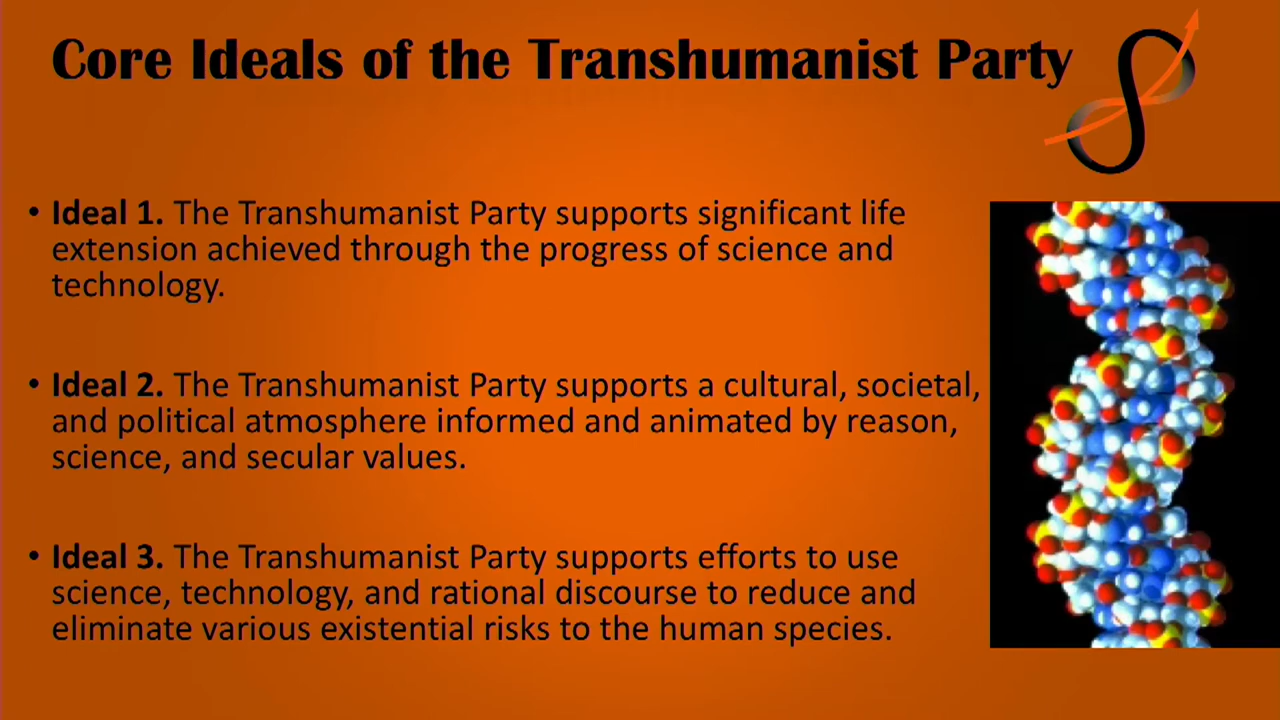 Core Ideals of the Transhumanist Party
• Ideal 1. The Transhumanist Party supports significant life
extension achieved through the progress of science and
technology.
• Ideal 2. The Transhumanist Party supports a cultural, societal,
and political atmosphere informed and animated by reason,
science, and secular values.
• Ideal 3. The Transhumanist Party supports efforts to use
science, technology, and rational discourse to reduce and
eliminate various existential risks to the human species.